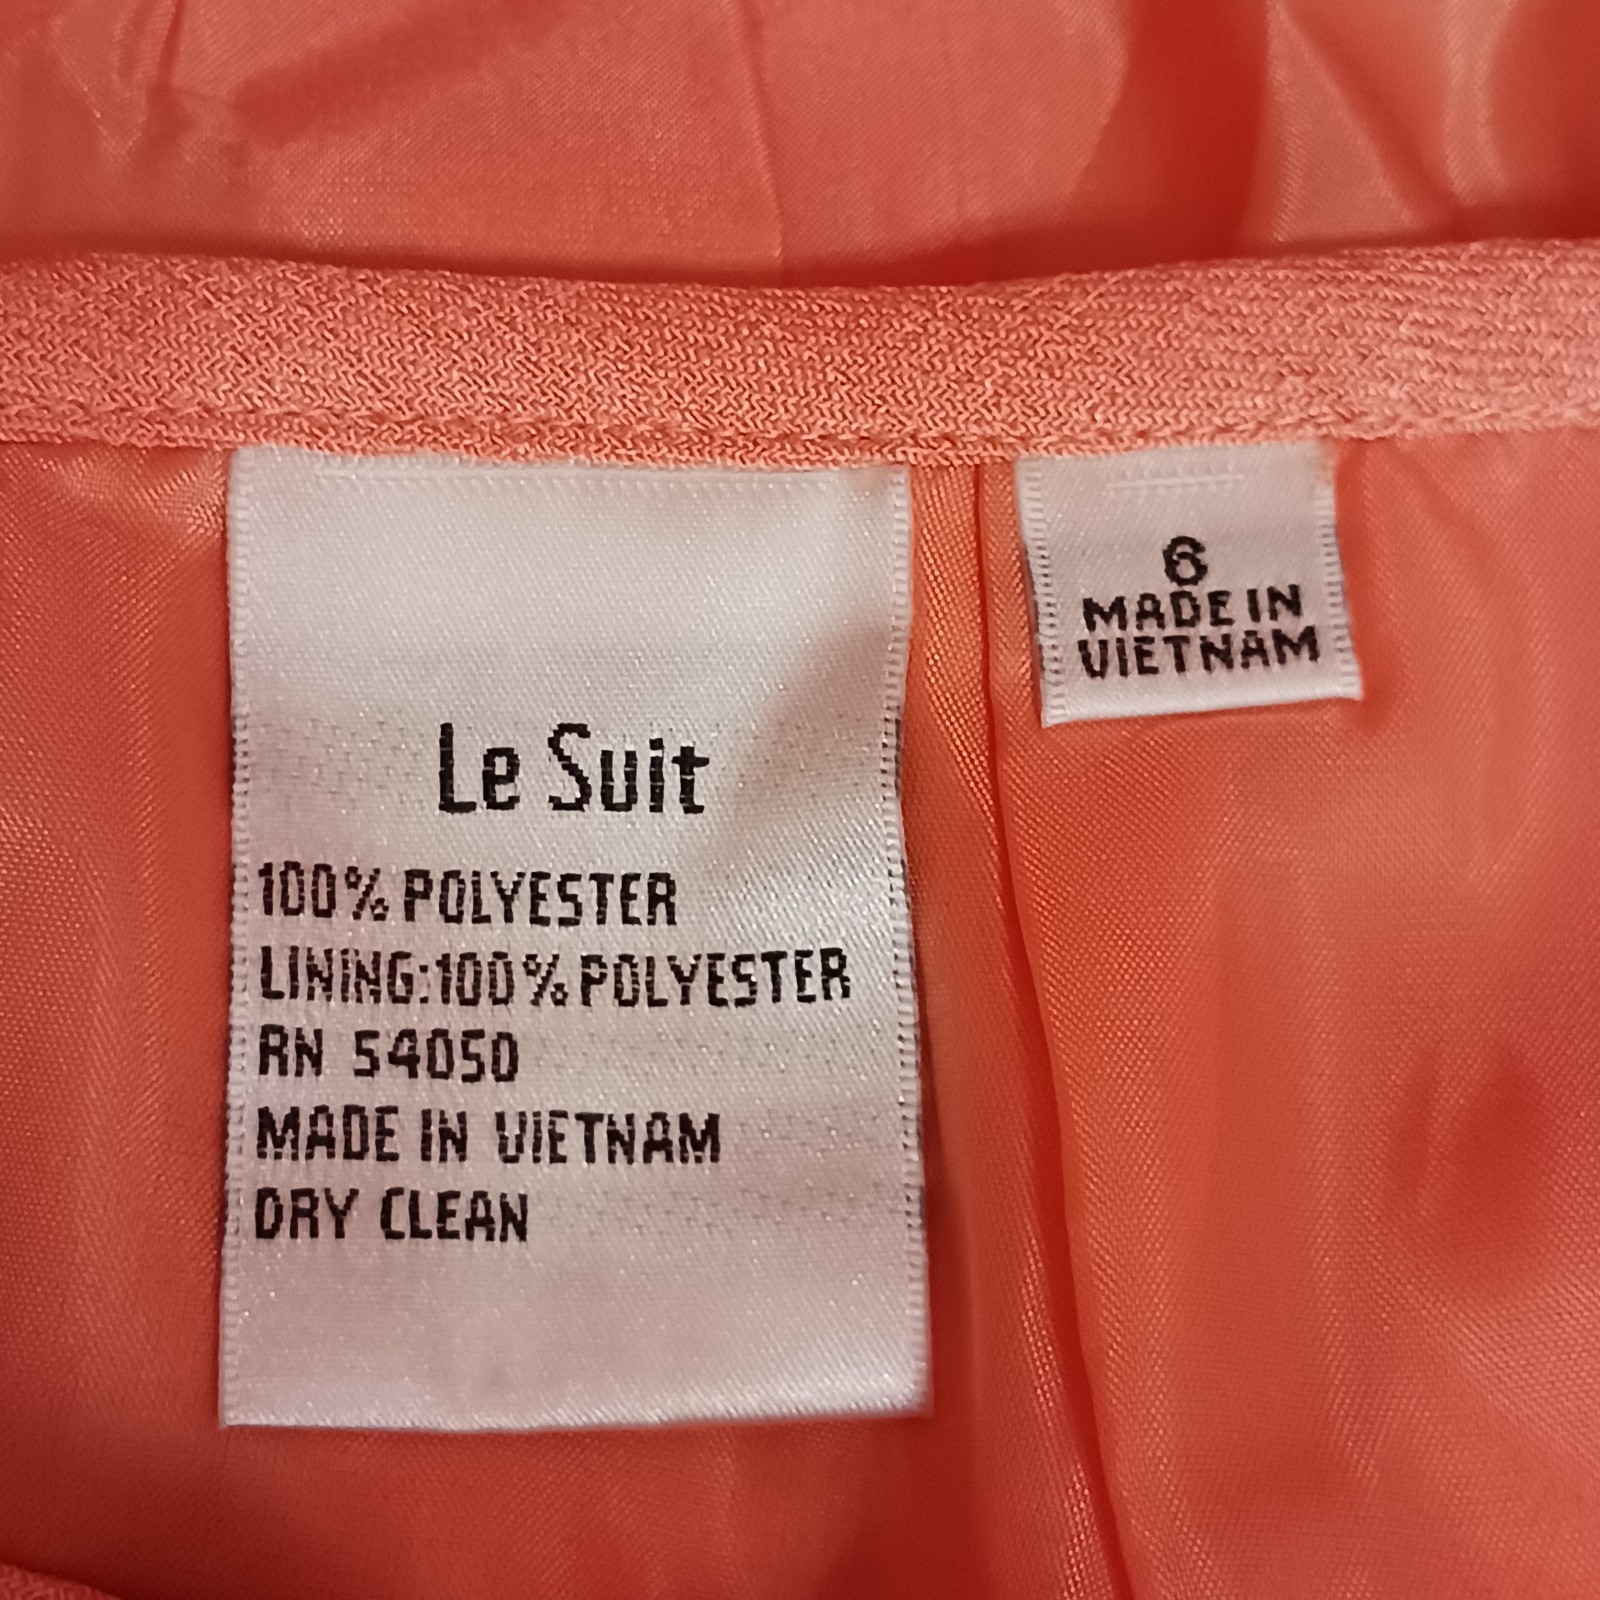 Le Suit
100% POLYESTER
LINING:100% POLYESTER
RN 54050
MADE IN VIETNAM
DRY CLEAN
6
MADE IN
VIETNAM